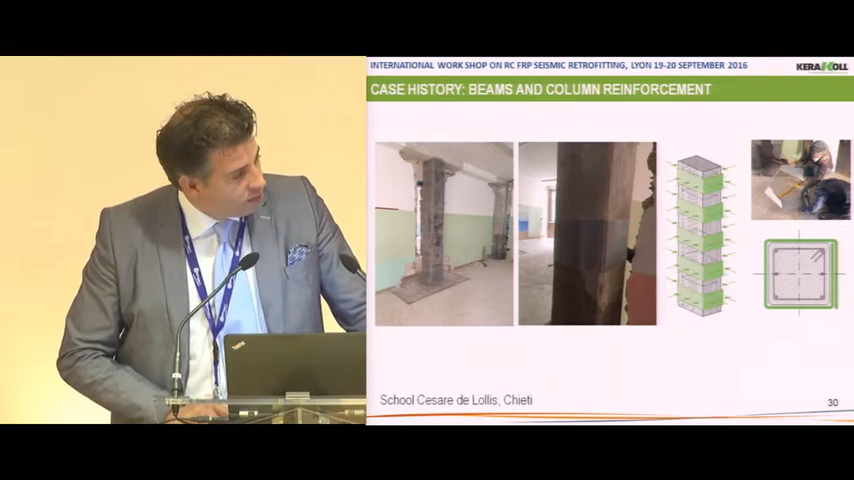 INTERNATIONAL WORK SHOP ON RC FRP SEISMIC RETROFITTING, LYON 19-20 SEPTEMBER 2016
KERAKOLL
CASE HISTORY: BEAMS AND COLUMN REINFORCEMENT
ThinkPad
School Cesare de Lollis, Chieti
30